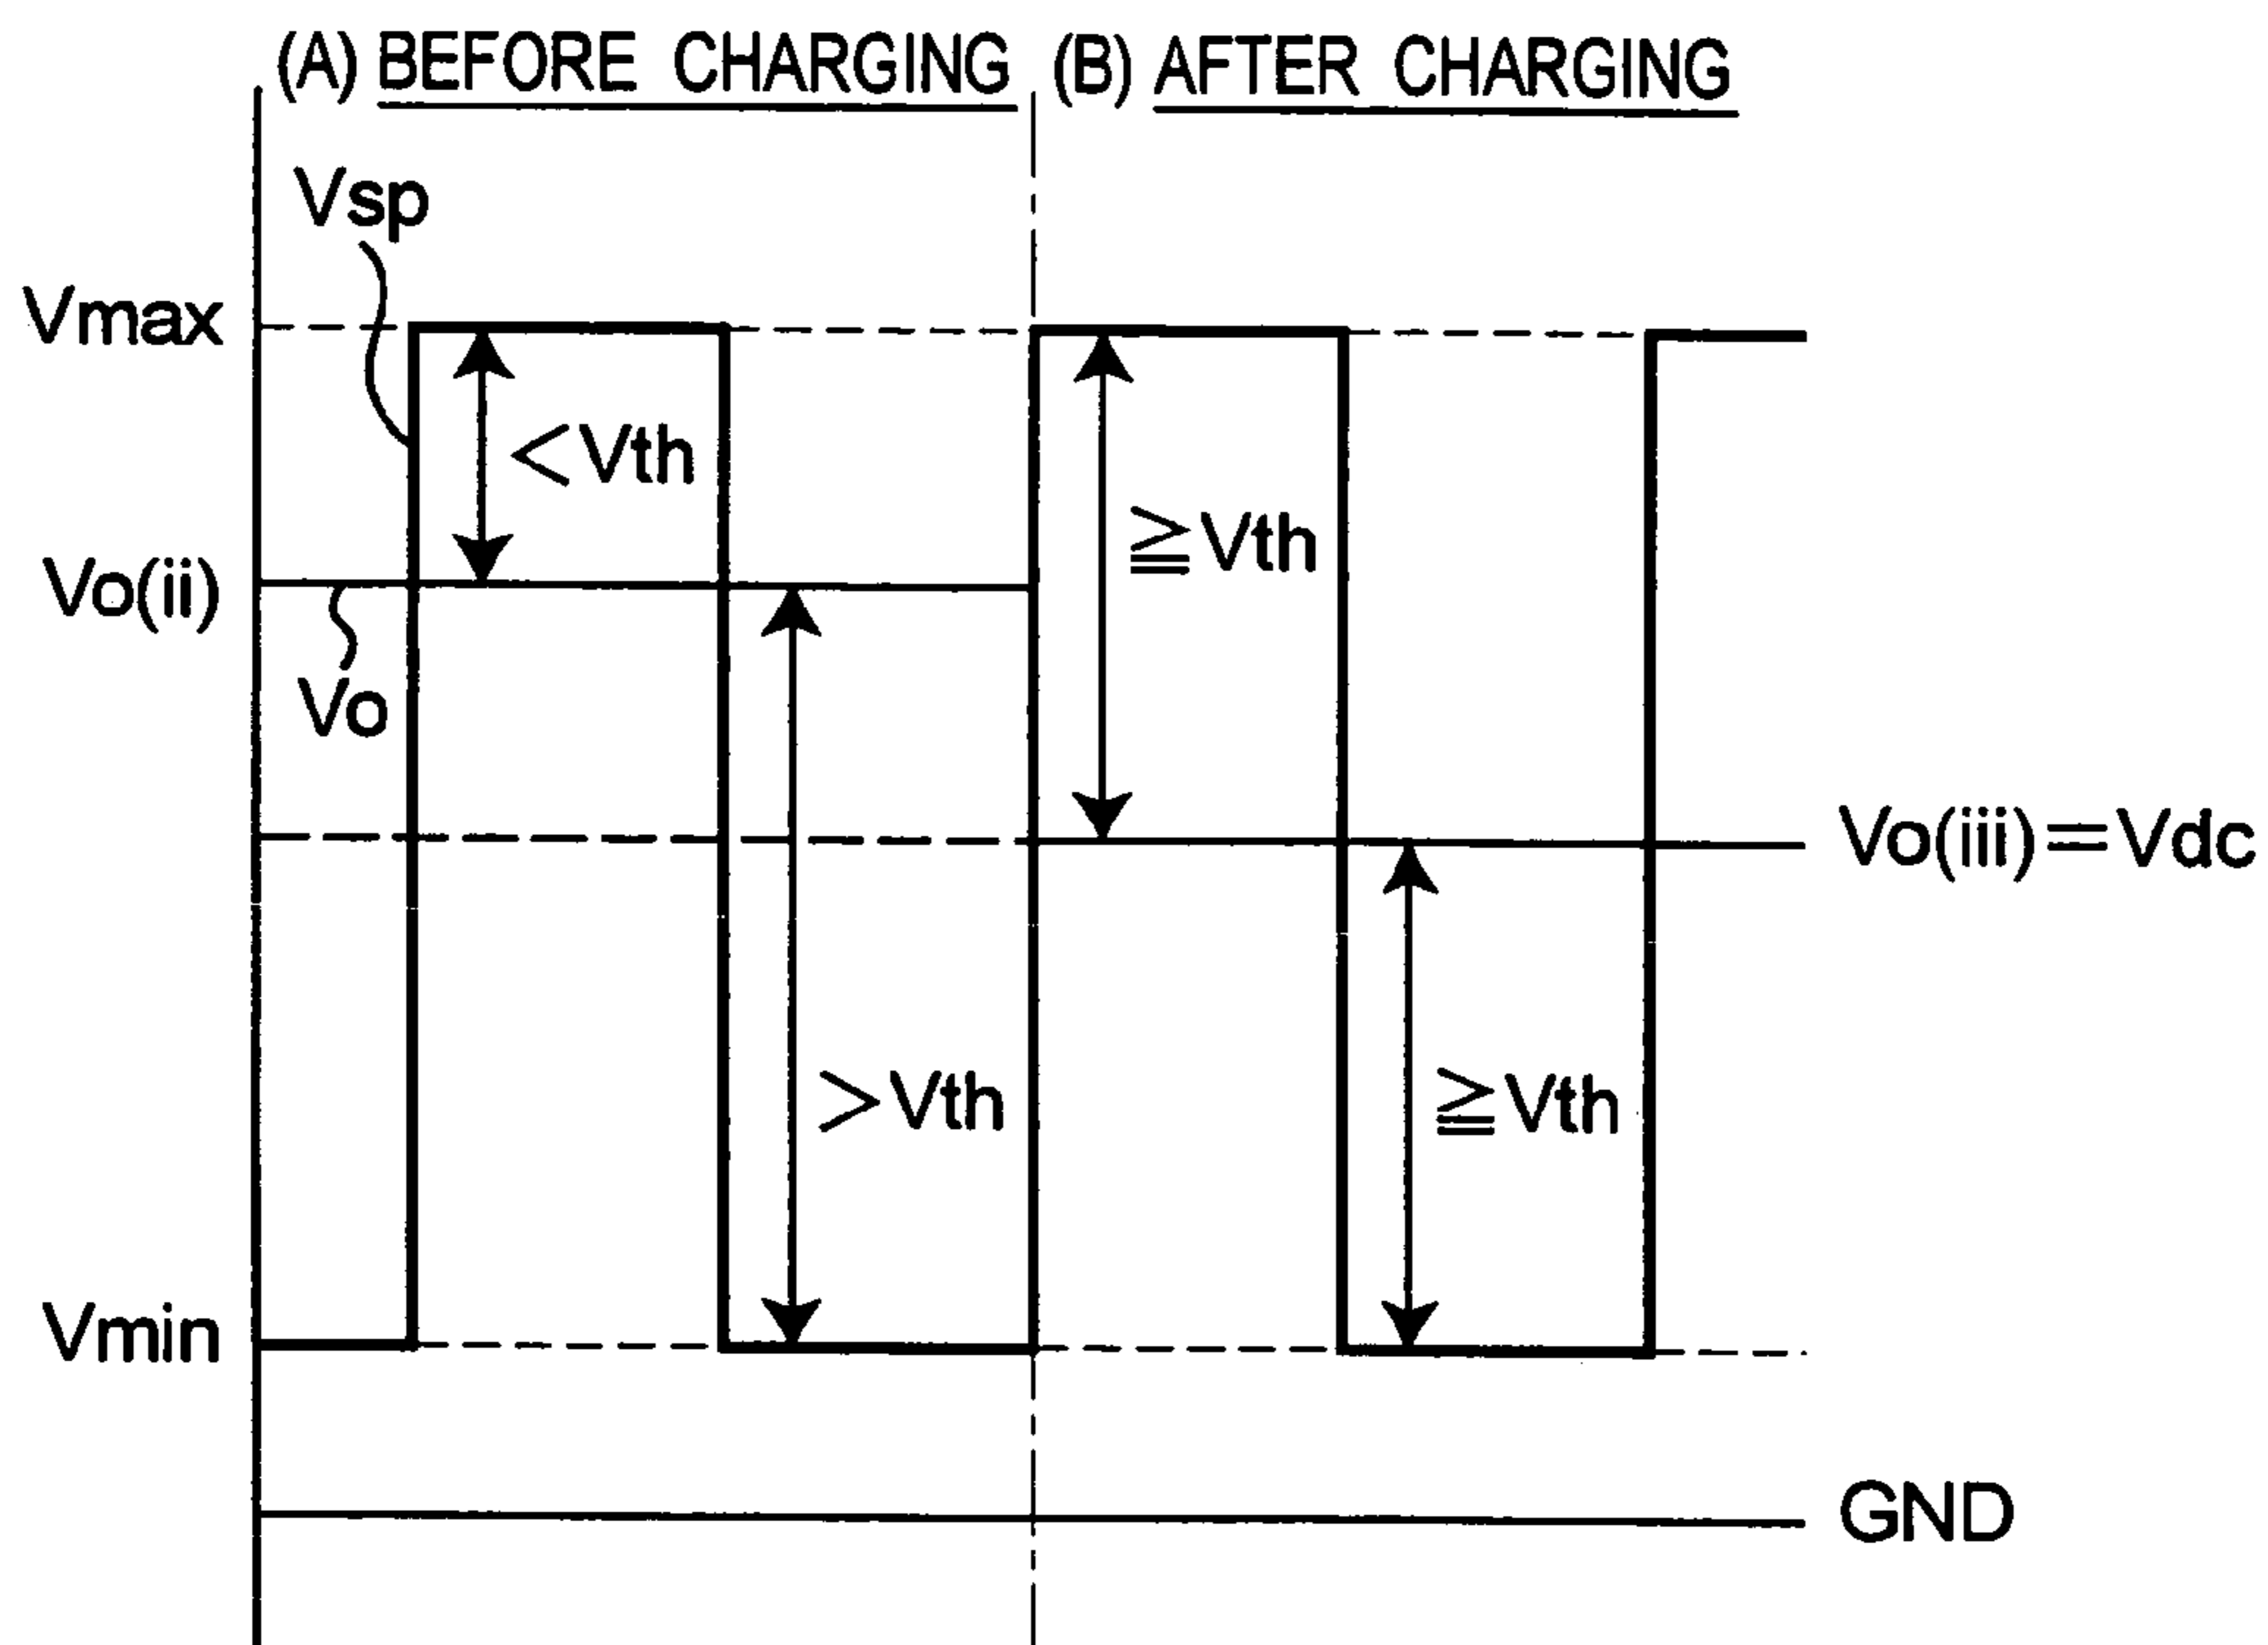 (A) BEFORE CHARGING
(B) AFTER CHARGING
Vsp
Vmax
<Vth
≧Vth
Vo(ii)
Vo
Vo(iii)=Vdc
>Vth
≧Vth
Vmin
GND